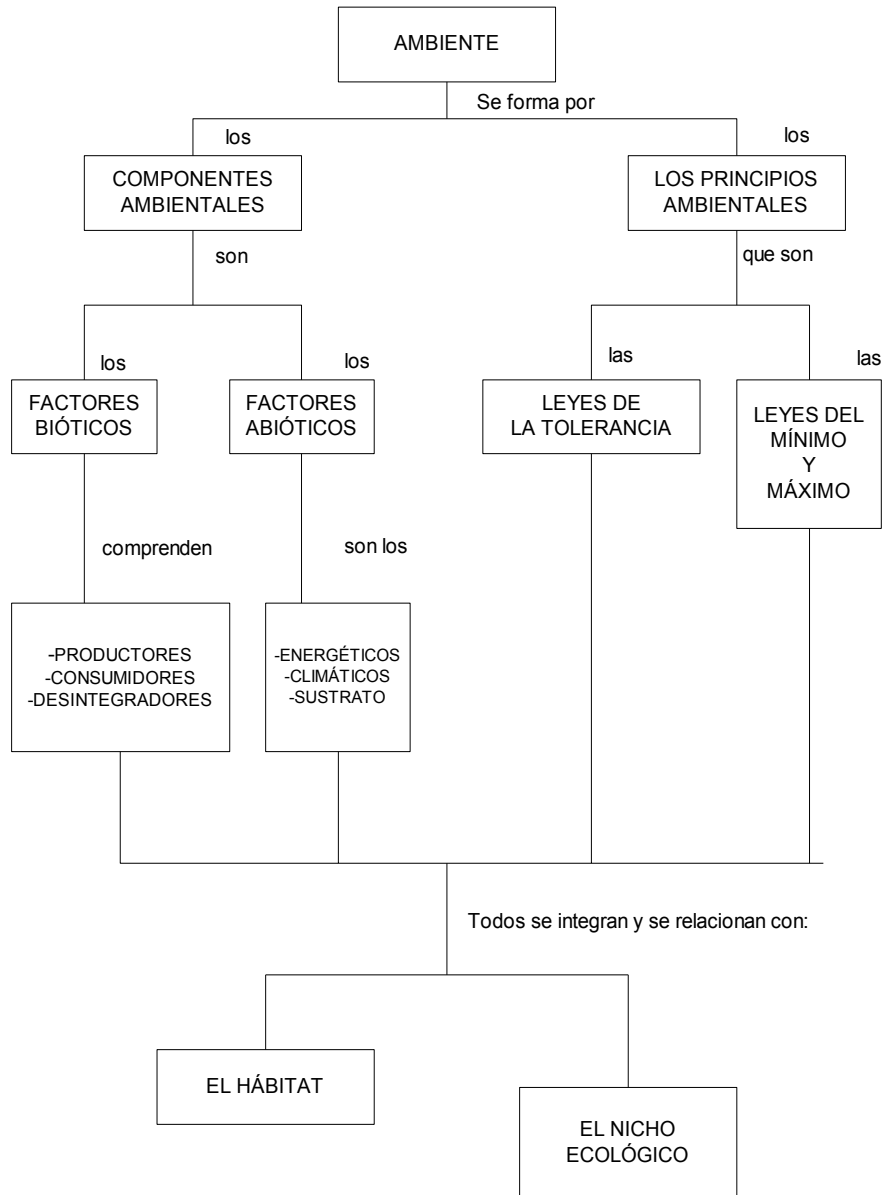 AMBIENTE
Se forma por
los
los
COMPONENTES
AMBIENTALES
LOS PRINCIPIOS
AMBIENTALES
son
que son
los
los
las
las
FACTORES
BIÓTICOS
FACTORES
ABIÓTICOS
LEYES DE
LA TOLERANCIA
LEYES DEL
MÍNIMO
Y
MÁXIMO
comprenden
son los
-PRODUCTORES
-CONSUMIDORES
-DESINTEGRADORES
-ENERGÉTICOS
-CLIMÁTICOS
-SUSTRATO
Todos se integran y se relacionan con:
EL HÁBITAT
EL NICHO
ECOLÓGICO